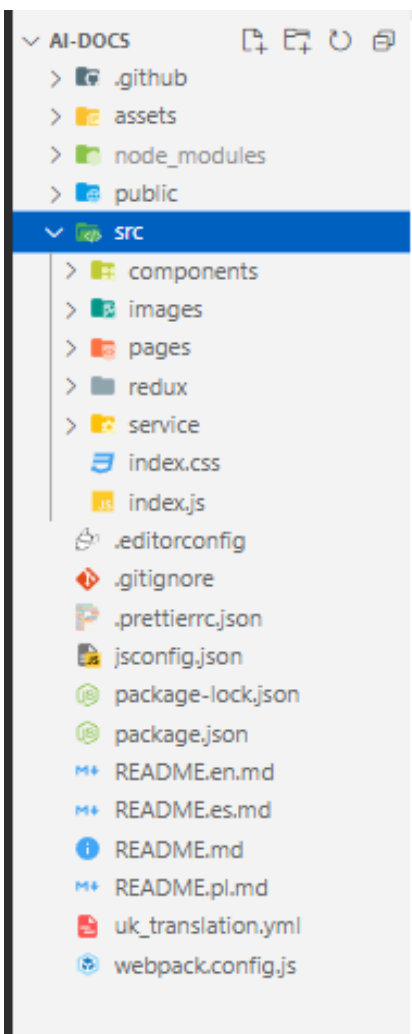 AI-DOCS
.github
assets
node_modules
public
src
components
images
pages
redux
service
index.css
index.js
.editorconfig
.gitignore
.prettierrc.json
jsconfig.json
package-lock.json
package.json
README.en.md
README.es.md
README.md
README.pl.md
uk_translation.yml
webpack.config.js